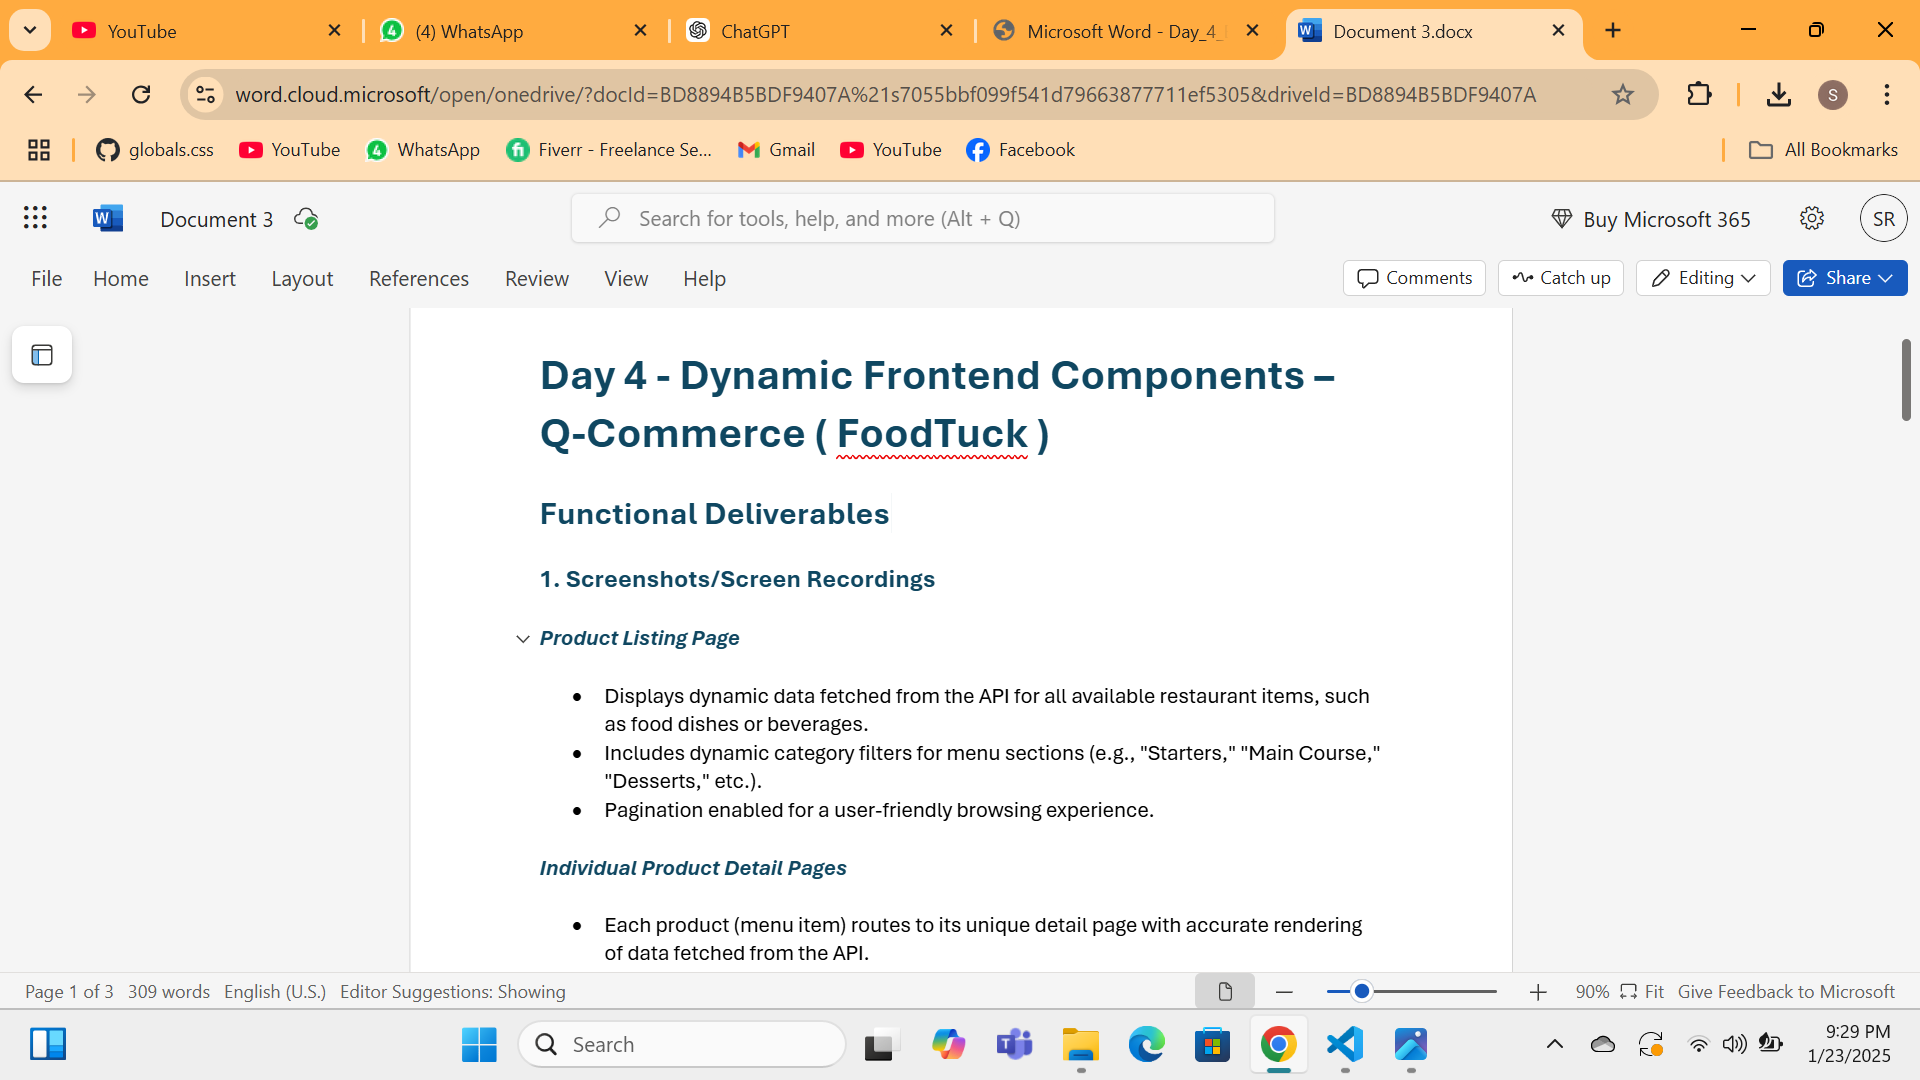 YouTube
(4) WhatsApp
ChatGPT
Microsoft Word - Day_4_
Document 3.docx
word.cloud.microsoft/open/onedrive/?docId=BD8894B5BDF9407A%21s7055bbf099f541d79663877711ef5305&driveId=BD8894B5BDF9407A
S
globals.css
YouTube
4 WhatsApp
Fiverr - Freelance Se...
Gmail
YouTube
Facebook
All Bookmarks
Document 3
Search for tools, help, and more (Alt + Q)
Buy Microsoft 365
SR
File Home Insert Layout References Review View Help
Comments
Catch up
Editing
Share
Day 4 - Dynamic Frontend Components –
Q-Commerce ( FoodTuck )
Functional Deliverables
1. Screenshots/Screen Recordings
Product Listing Page
• Displays dynamic data fetched from the API for all available restaurant items, such
as food dishes or beverages.
• Includes dynamic category filters for menu sections (e.g., "Starters," "Main Course,"
"Desserts," etc.).
• Pagination enabled for a user-friendly browsing experience.
Individual Product Detail Pages
• Each product (menu item) routes to its unique detail page with accurate rendering
of data fetched from the API.
Page 1 of 3 309 words English (U.S.) Editor Suggestions: Showing
90% Fit Give Feedback to Microsoft
Search
9:29 PM
1/23/2025